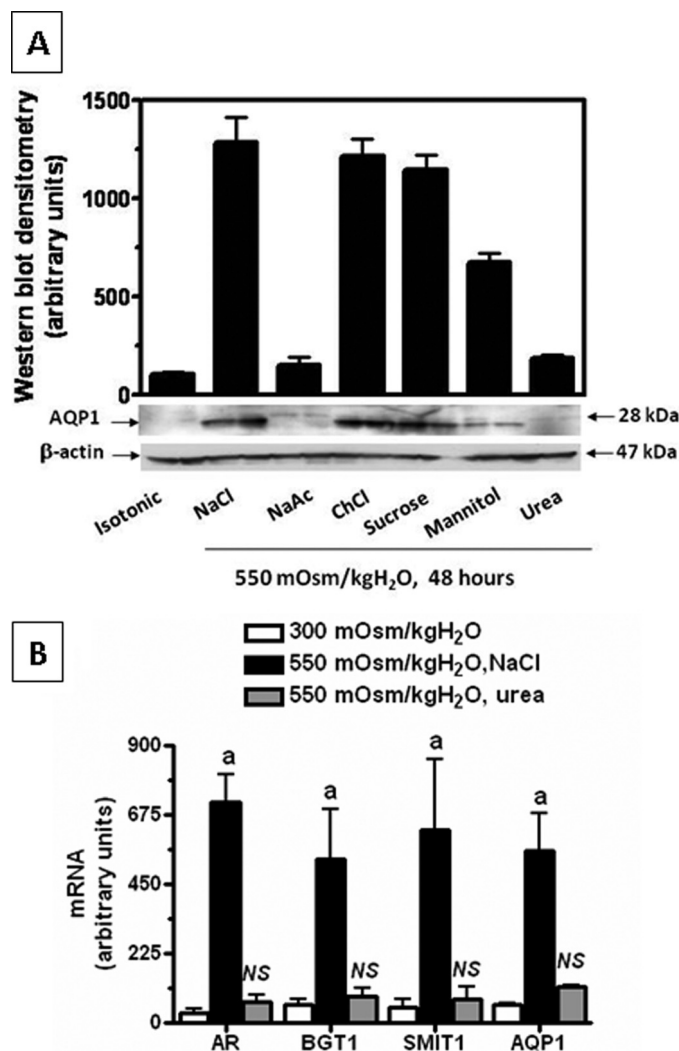 A
Western blot densitometry
(arbitrary units)
1500
1000
500
0
AQP1
28 kDa
β-actin
47 kDa
Isotonic
NaCl
NaAc
ChCl
Sucrose
Mannitol
Urea
550 mOsm/kgH₂O, 48 hours
B
300 mOsm/kgH₂O
550 mOsm/kgH₂O,NaCl
550 mOsm/kgH₂O, urea
mRNA
(arbitrary units)
900
675
450
225
0
a
NS
a
NS
a
NS
a
NS
AR
BGT1
SMIT1
AQP1